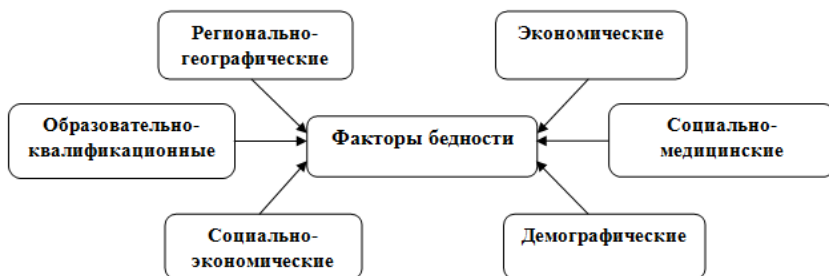 Регионально-
географические
Экономические
Образовательно-
квалификационные
Факторы бедности
Социально-
медицинские
Социально-
экономические
Демографические